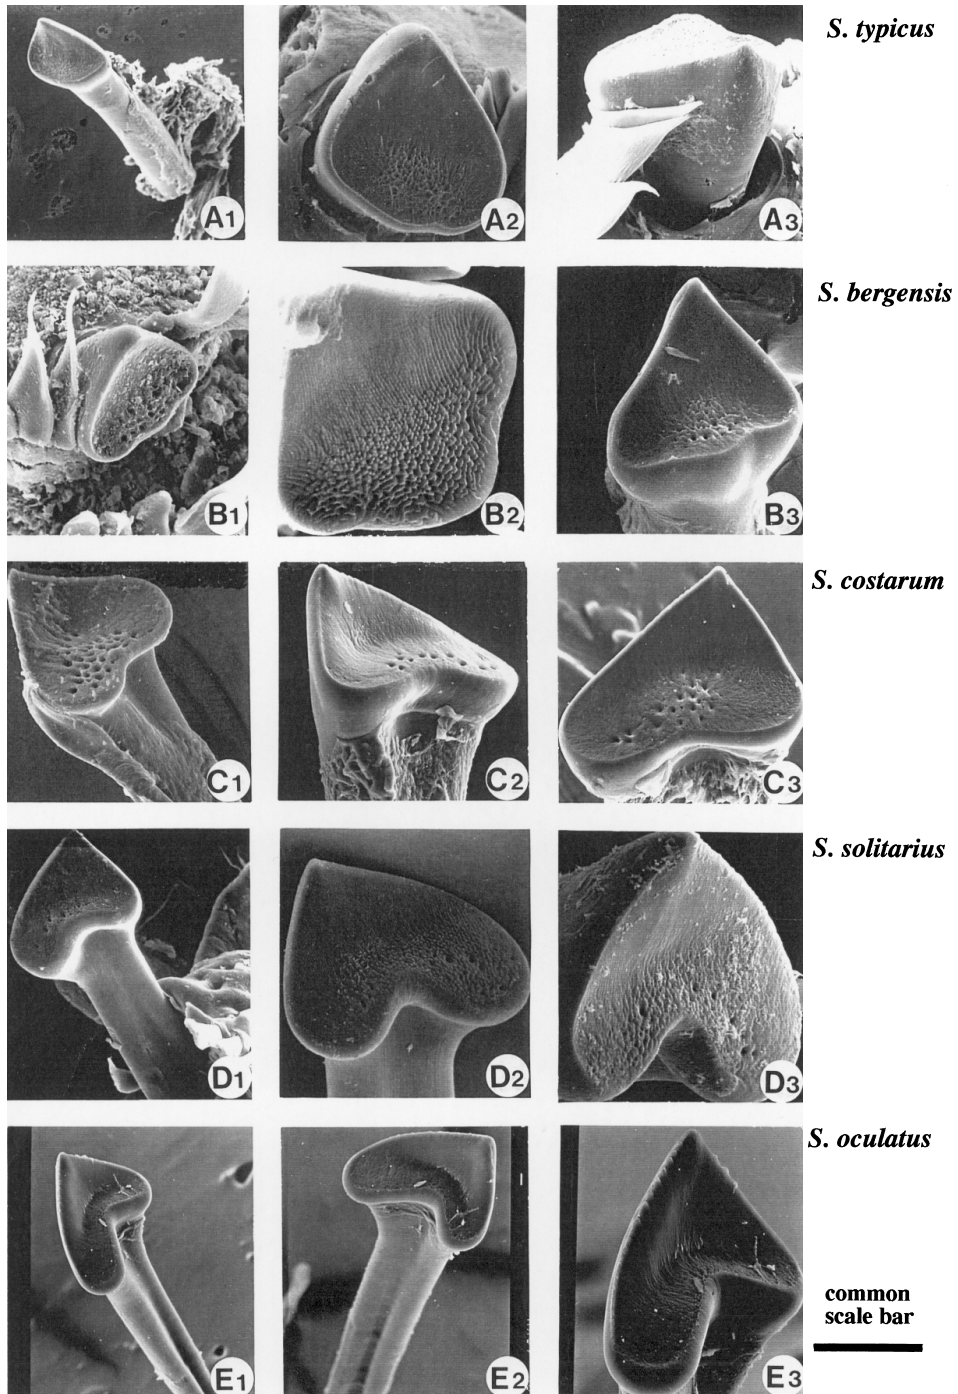 S. typicus
A1
A2
A3
S. bergensis
B1
B2
B3
S. costarum
C1
C2
C3
S. solitarius
D1
D2
D3
S. oculatus
common
scale bar
E1
E2
E3